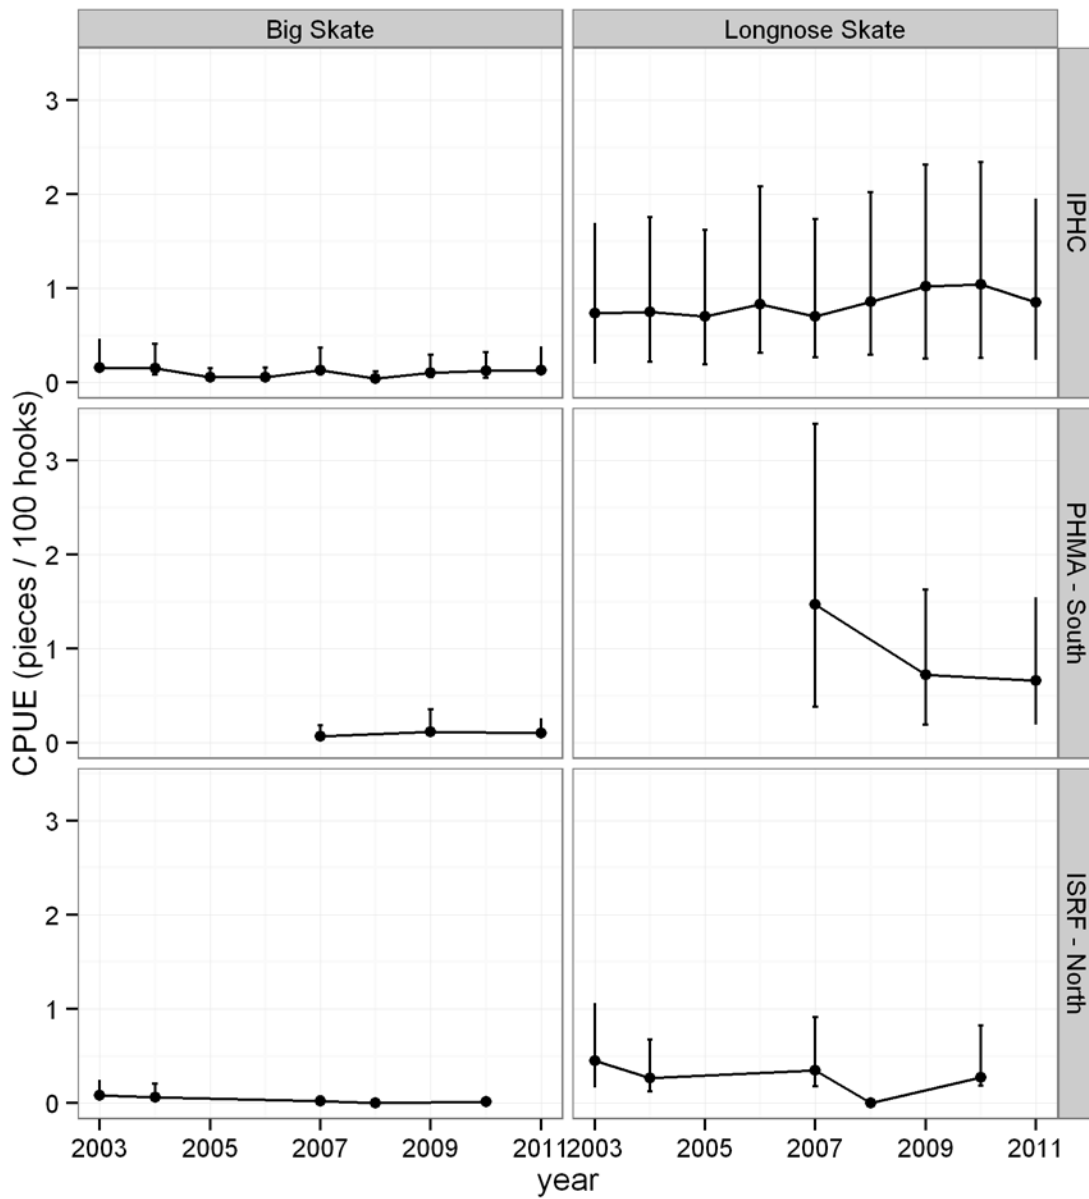 Big Skate
Longnose Skate
3
2
1
0
IPHC
3
2
1
0
PHMA - South
3
2
1
0
ISRF - North
CPUE (pieces / 100 hooks)
2003 2005 2007 2009 2011
2003 2005 2007 2009 2011
year